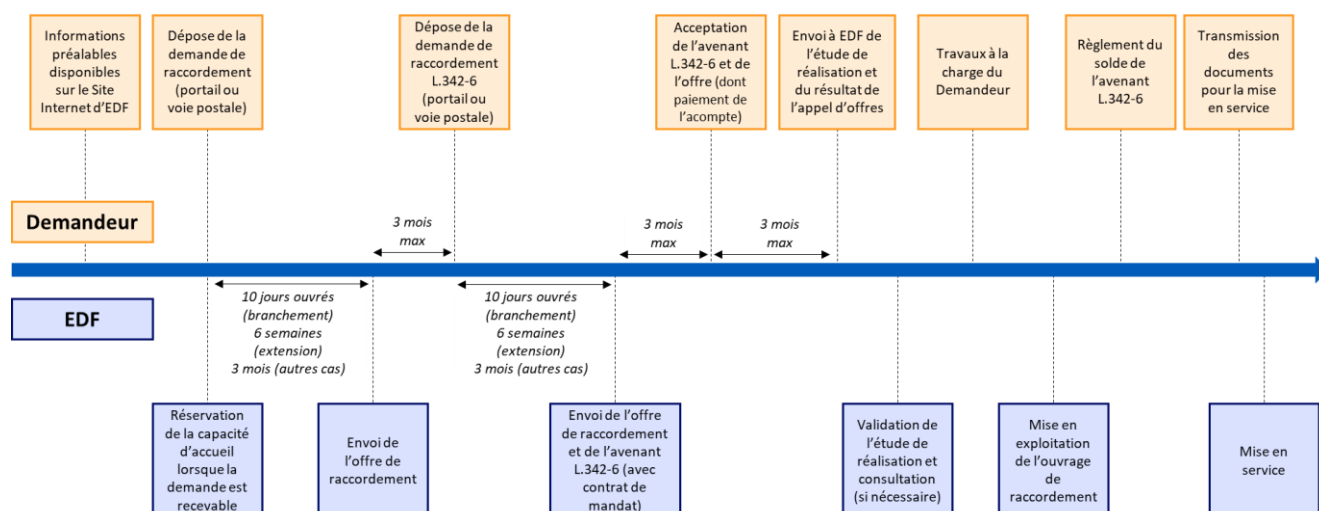 Informations
préalables
disponibles
sur le Site
Internet d’EDF
Dépose de la
demande de
raccordement
(portail ou
voie postale)
Dépose de la
demande de
raccordement
L.342-6
(portail ou
voie postale)
Acceptation
de l’avenant
L.342-6 et de
l’offre (dont
paiement de
l’acompte)
Envoi à EDF de
l’étude de
réalisation et
du résultat de
l’appel d’offres
Travaux à la
charge du
Demandeur
Règlement du
solde de
l’avenant
L.342-6
Transmission
des
documents
pour la mise
en service
Demandeur
3 mois
max
3 mois
max
3 mois
max
EDF
10 jours ouvrés
(branchement)
6 semaines
(extension)
3 mois (autres cas)
10 jours ouvrés
(branchement)
6 semaines
(extension)
3 mois (autres cas)
Réservation
de la capacité
d’accueil
lorsque la
demande est
recevable
Envoi de
l’offre de
raccordement
Envoi de l’offre
de raccordement
et de l’avenant
L.342-6 (avec
contrat de
mandat)
Validation de
l’étude de
réalisation et
consultation
(si nécessaire)
Mise en
exploitation
de l’ouvrage
de
raccordement
Mise en
service